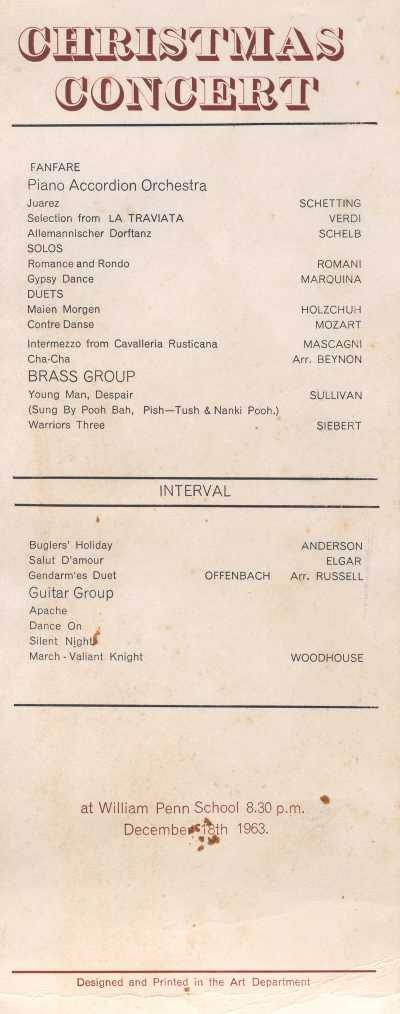 CHRISTMAS
CONCERT
FANFARE
Piano Accordion Orchestra
Juarez SCHETTING
Selection from LA TRAVIATA VERDI
Allemannischer Dorftanz SCHELB
SOLOS
Romance and Rondo ROMANI
Gypsy Dance MARQUINA
DUETS
Maien Morgen HOLZCHUH
Contre Danse MOZART
Intermezzo from Cavalleria Rusticana MASCAGNI
Cha-Cha Arr. BEYNON
BRASS GROUP
Young Man, Despair SULLIVAN
(Sung By Pooh Bah, Pish—Tush & Nanki Pooh.)
Warriors Three SIEBERT
INTERVAL
Buglers' Holiday ANDERSON
Salut D'amour ELGAR
Gendarm'es Duet OFFENBACH Arr. RUSSELL
Guitar Group
Apache
Dance On
Silent Night
March - Valiant Knight WOODHOUSE
at William Penn School 8.30 p.m.
December 18th 1963.
Designed and Printed in the Art Department